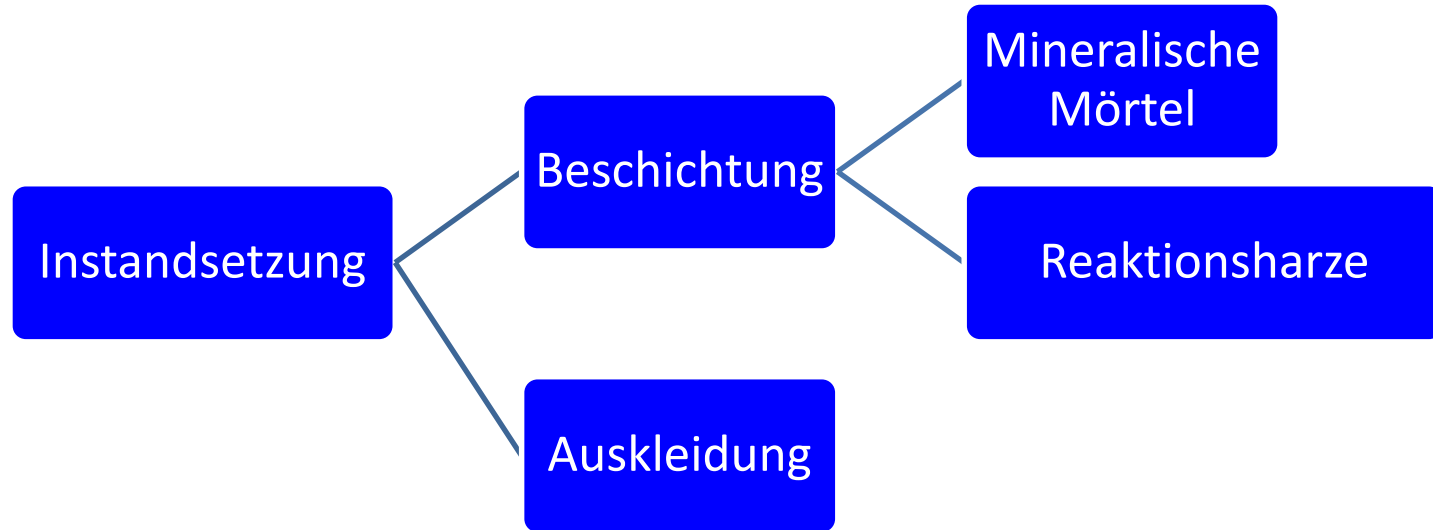 Instandsetzung
Beschichtung
Mineralische
Mörtel
Reaktionsharze
Auskleidung